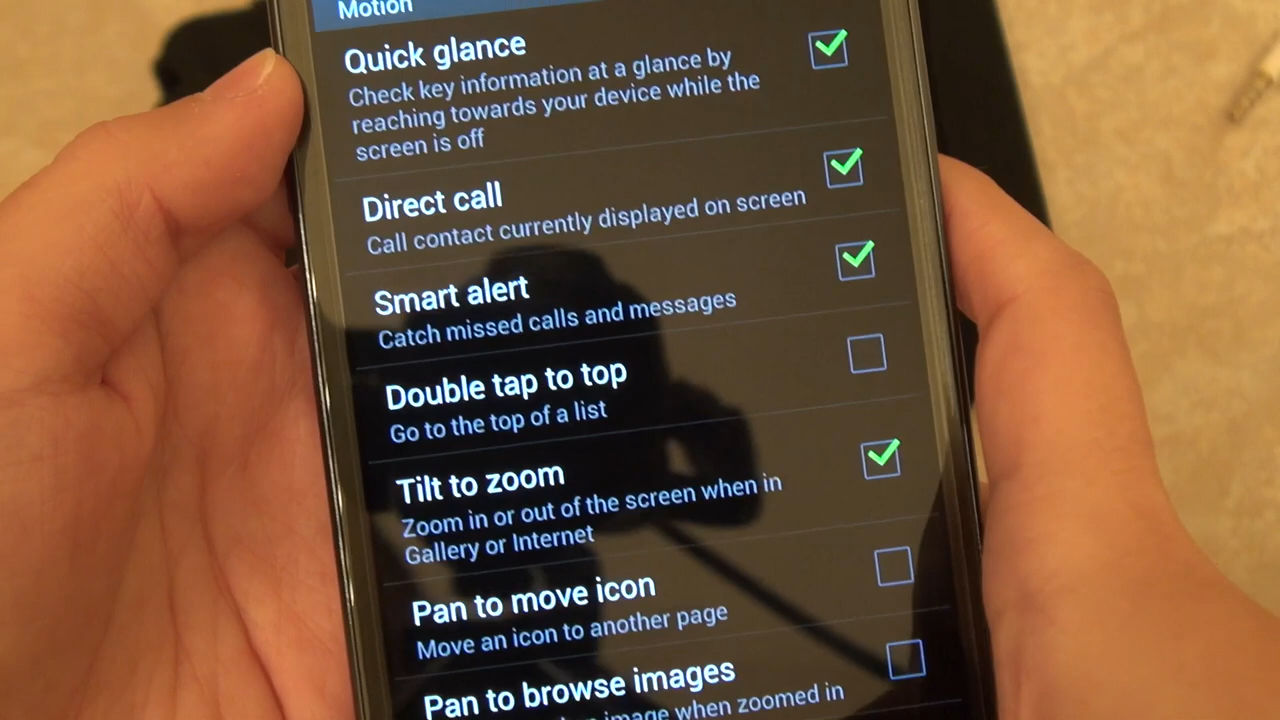 Motion
Quick glance
Check key information at a glance by
reaching towards your device while the
screen is off
Direct call
Call contact currently displayed on screen
Smart alert
Catch missed calls and messages
Double tap to top
Go to the top of a list
Tilt to zoom
Zoom in or out of the screen when in
Gallery or Internet
Pan to move icon
Move an icon to another page
Pan to browse images
image when zoomed in